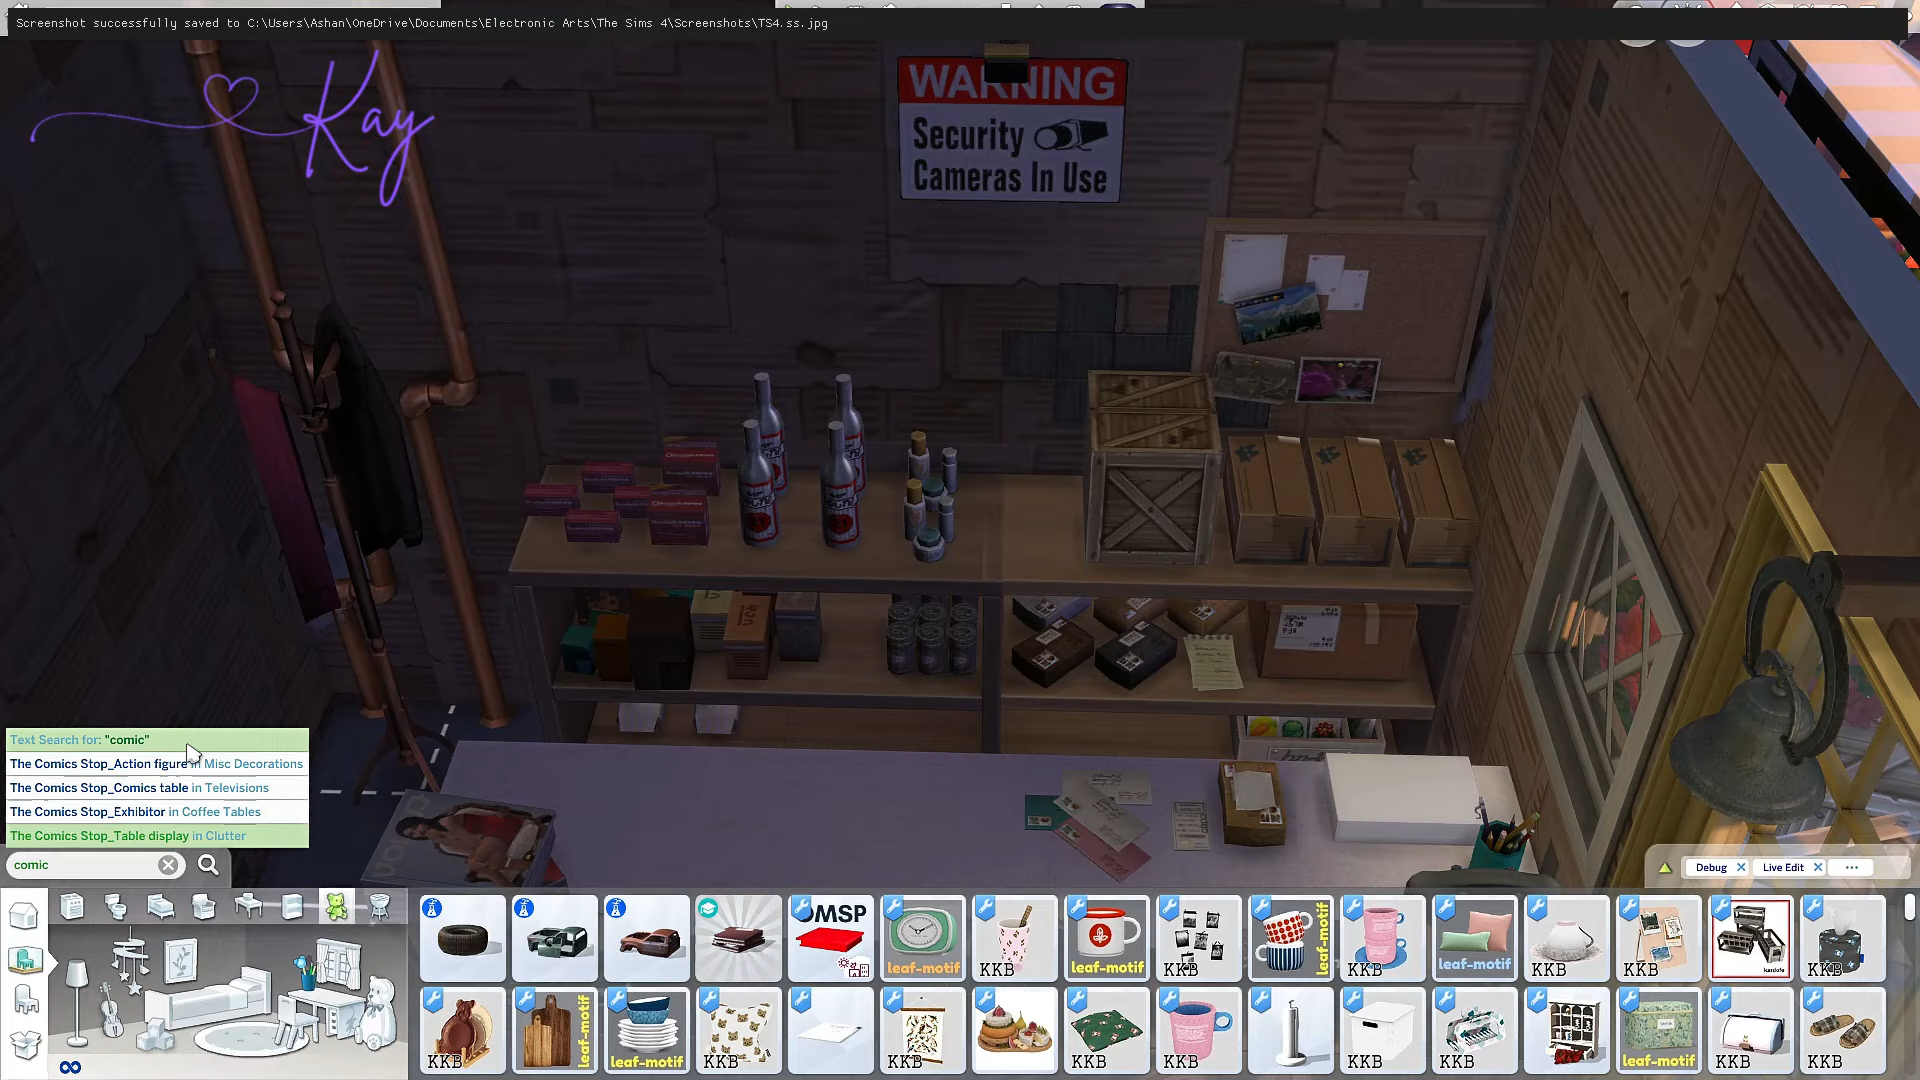 Screenshot successfully saved to C:\Users\Ashan\OneDrive\Documents\Electronic Arts\The Sims 4\Screenshots\TS4.ss.jpg
Kay
WARNING
Security
Cameras In Use
Text Search for: "comic"
The Comics Stop_Action figure in Misc Decorations
The Comics Stop_Comics table in Televisions
The Comics Stop_Exhibitor in Coffee Tables
The Comics Stop_Table display in Clutter
comic
Debug
Live Edit
...
OMSP
leaf-motif
KKB
leaf-motif
KKB
leaf-motif
KKB
leaf-motif
KKB
KKB
kardofe
KKB
KKB
leaf-motif
leaf-motif
KKB
KKB
KKB
KKB
KKB
KKB
leaf-motif
KKB
KKB